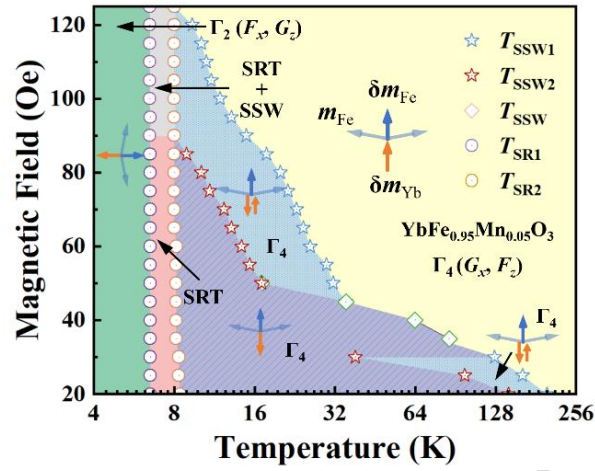 Magnetic Field (Oe)
120
100
80
60
40
20
Γ2 (Fx, Gz)
SRT
+
SSW
mFe
δmFe
δmYb
TSSW1
TSSW2
TSSW
TSR1
TSR2
YbFe0.95Mn0.05O3
Γ4 (Gx, Fz)
Γ4
SRT
Γ4
Γ4
4 8 16 32 64 128 256
Temperature (K)